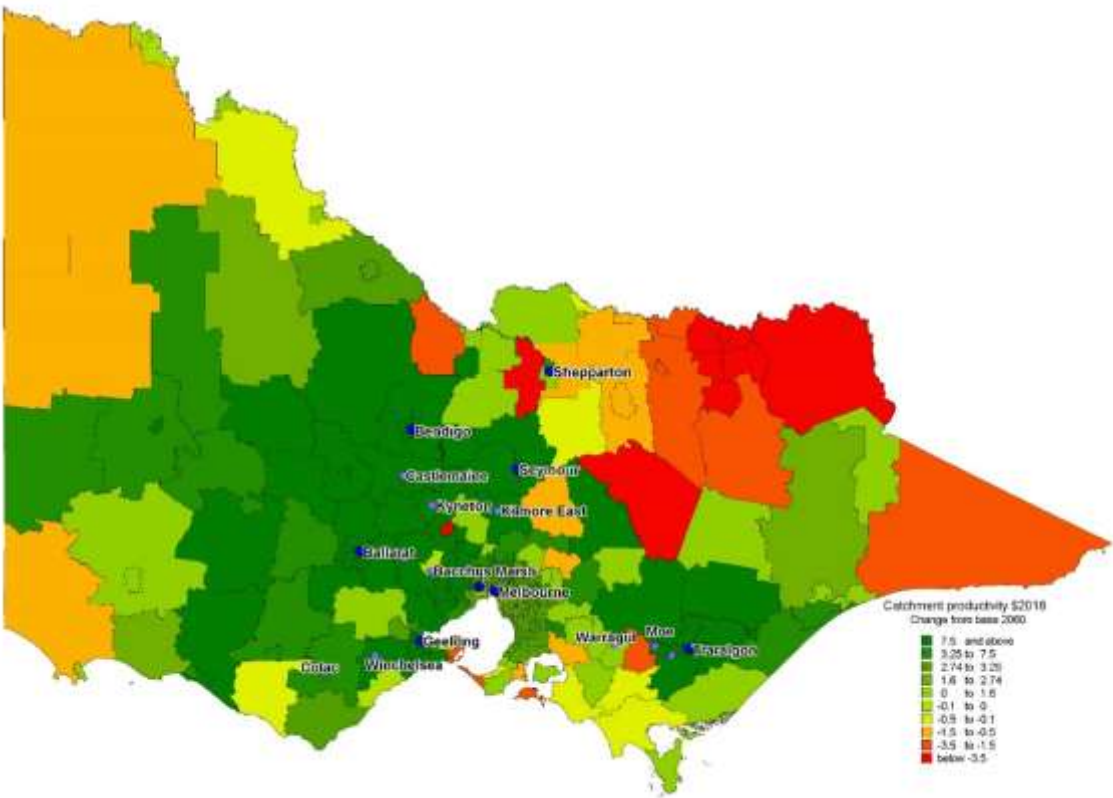 Shepparton
Bendigo
Castlemaine
Seymour
Kyneton
Kilmore East
Ballarat
Bacchus Marsh
Melbourne
Geelong
Warragul
Moe
Traralgon
Colac
Winchelsea
Catchment productivity $2018
Change from base 2060
7.5 and above
3.25 to 7.5
2.74 to 3.25
1.6 to 2.74
0 to 1.6
-0.1 to 0
-0.5 to -0.1
-1.5 to -0.5
-3.5 to -1.5
below -3.5